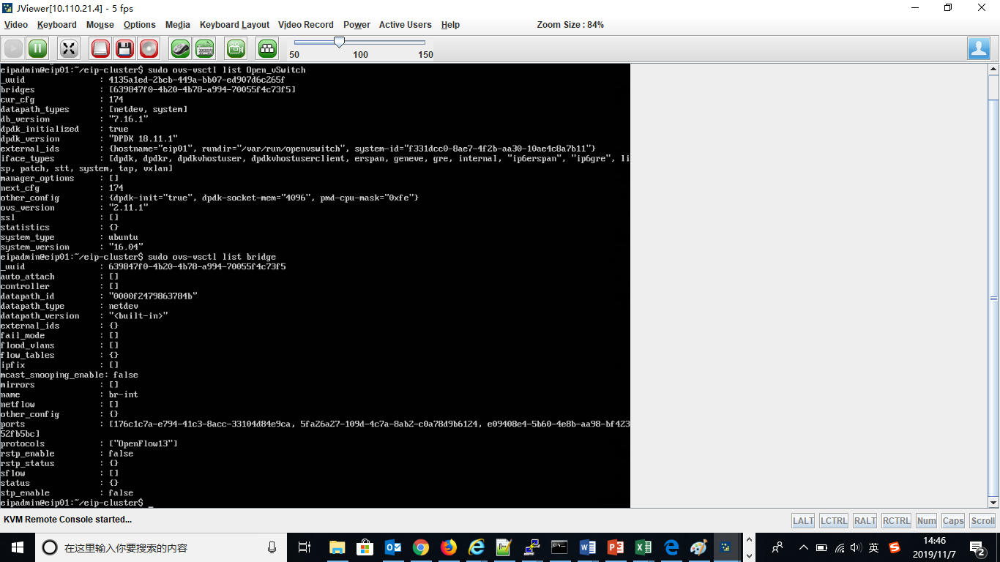 JViewer[10.110.21.4] - 5 fps
Video Keyboard Mouse Options Media Keyboard Layout Video Record Power Active Users Help Zoom Size : 84%
50 100 150
eipadmin@eip01:~/eip-cluster$ sudo ovs-vsctl list Open_vSwitch
_uuid : 4135a1ed-2bcb-449a-bb07-ed907d6c265f
bridges : [639847f0-4b20-4b78-a994-70055f4c73f5]
cur_cfg : 174
datapath_types : [netdev, system]
db_version : "7.16.1"
dpdk_initialized : true
dpdk_version : "DPDK 18.11.1"
external_ids : {hostname="eip01", rundir="/var/run/openvswitch", system-id="f331dcc0-8ae7-4f2b-aa30-10ae4c8a7b11"}
iface_types : [dpdk, dpdkr, dpdkvhostuser, dpdkvhostuserclient, erspan, geneve, gre, internal, "ip6erspan", "ip6gre", li
sp, patch, stt, system, tap, vxlan]
manager_options : []
next_cfg : 174
other_config : {dpdk-init="true", dpdk-socket-mem="4096", pmd-cpu-mask="0xfe"}
ovs_version : "2.11.1"
ssl : []
statistics : {}
system_type : ubuntu
system_version : "16.04"
eipadmin@eip01:~/eip-cluster$ sudo ovs-vsctl list bridge
_uuid : 639847f0-4b20-4b78-a994-70055f4c73f5
auto_attach : []
controller : []
datapath_id : "0000f2479863784b"
datapath_type : netdev
datapath_version : "<built-in>"
external_ids : {}
fail_mode : []
flood_vlans : []
flow_tables : {}
ipfix : []
mcast_snooping_enable: false
mirrors : []
name : br-int
netflow : []
other_config : {}
ports : [176c1c7a-e794-41c3-8acc-33104d84e9ca, 5fa26a27-109d-4c7a-8ab2-c0a78d9b6124, e09408e4-5b60-4e8b-aa98-bf423
52fb5bc]
protocols : ["OpenFlow13"]
rstp_enable : false
rstp_status : {}
sflow : []
status : {}
stp_enable : false
eipadmin@eip01:~/eip-cluster$ _
KVM Remote Console started... LALT LCTRL RALT RCTRL Num Caps Scroll
在这里输入你要搜索的内容 英 14:46
2019/11/7 2